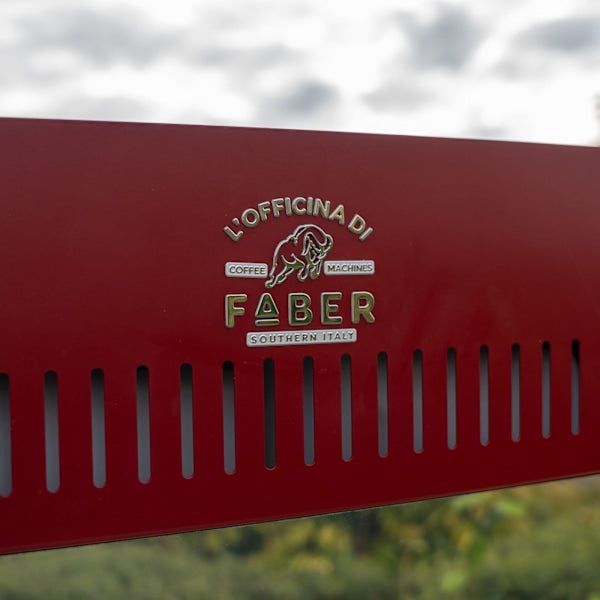 L'OFFICINA DI
COFFEE MACHINES
FABER
SOUTHERN ITALY